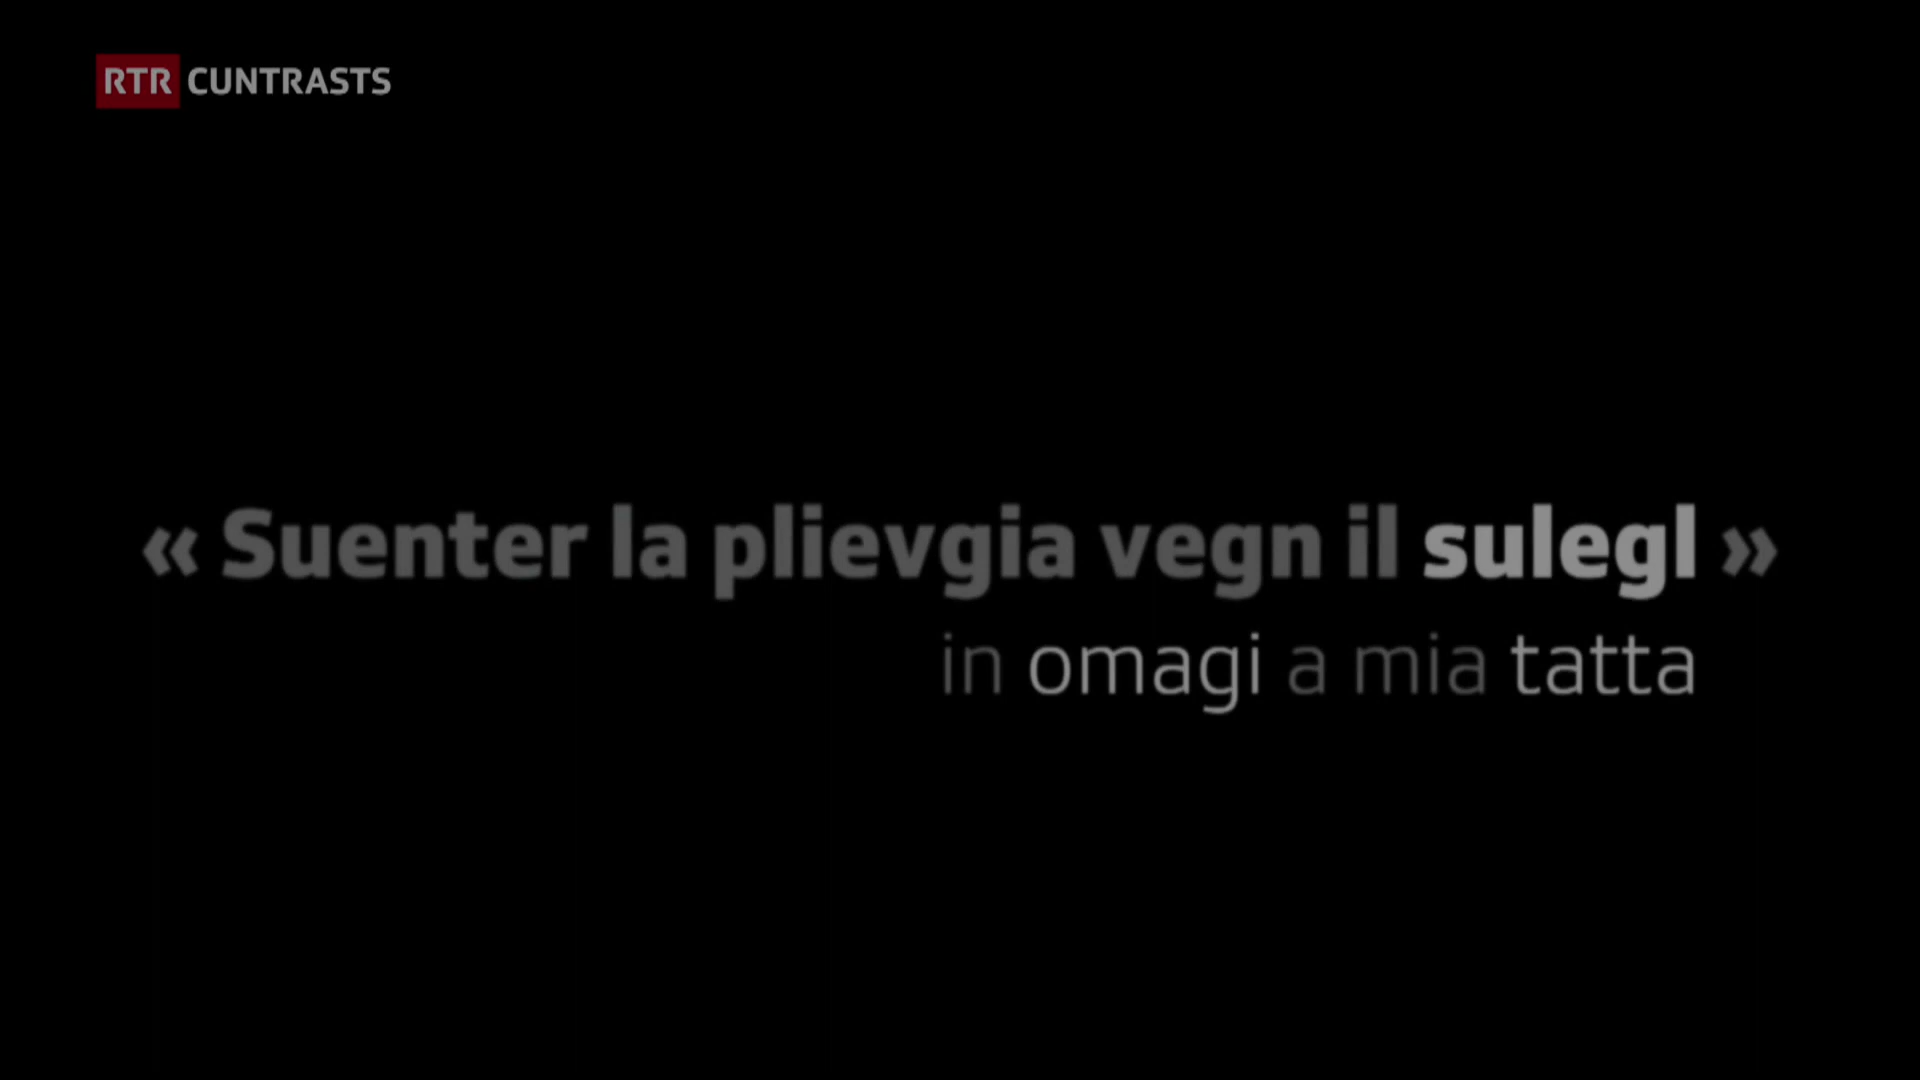 RTR CUNTRASTS
« Suenter la plievgia vegn il sulegl »
in omagi a mia tatta